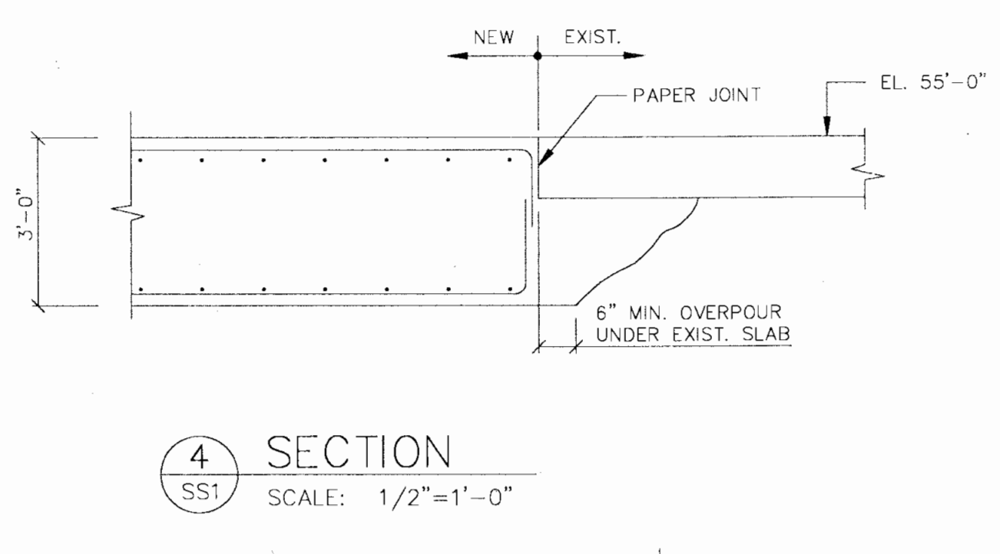 NEW
EXIST.
EL. 55'-0"
PAPER JOINT
3'-0"
6" MIN. OVERPOUR
UNDER EXIST. SLAB
4
SS1
SECTION
SCALE: 1/2"=1'-0"